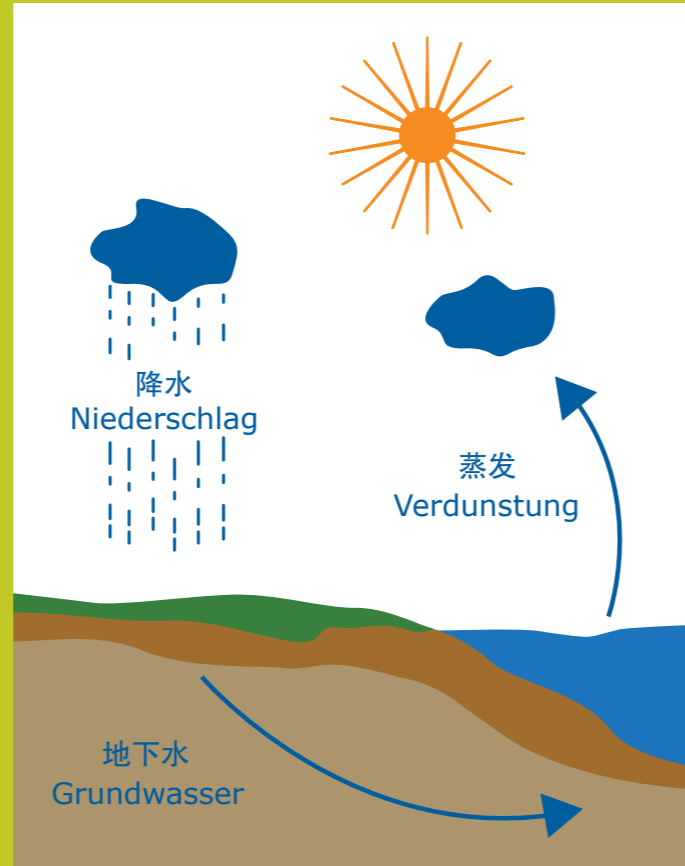 降水
Niederschlag
蒸发
Verdunstung
地下水
Grundwasser